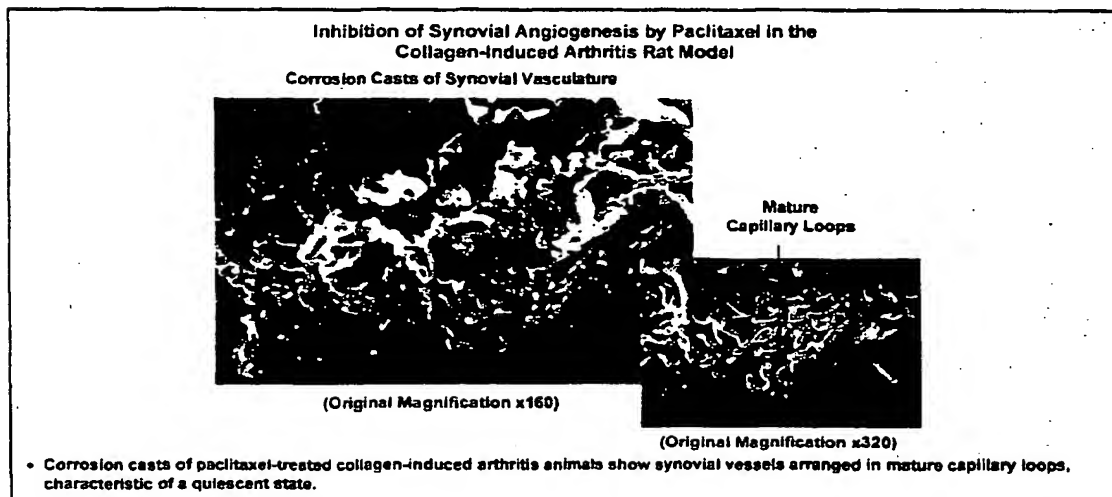 Inhibition of Synovial Angiogenesis by Paclitaxel in the
Collagen-Induced Arthritis Rat Model
Corrosion Casts of Synovial Vasculature
Mature
Capillary Loops
(Original Magnification x160)
(Original Magnification x320)
• Corrosion casts of paclitaxel-treated collagen-induced arthritis animals show synovial vessels arranged in mature capillary loops,
characteristic of a quiescent state.